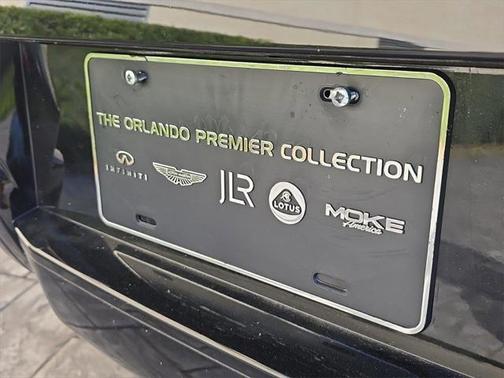 THE ORLANDO PREMIER COLLECTION
INFINITI JLR LOTUS MOKE
America